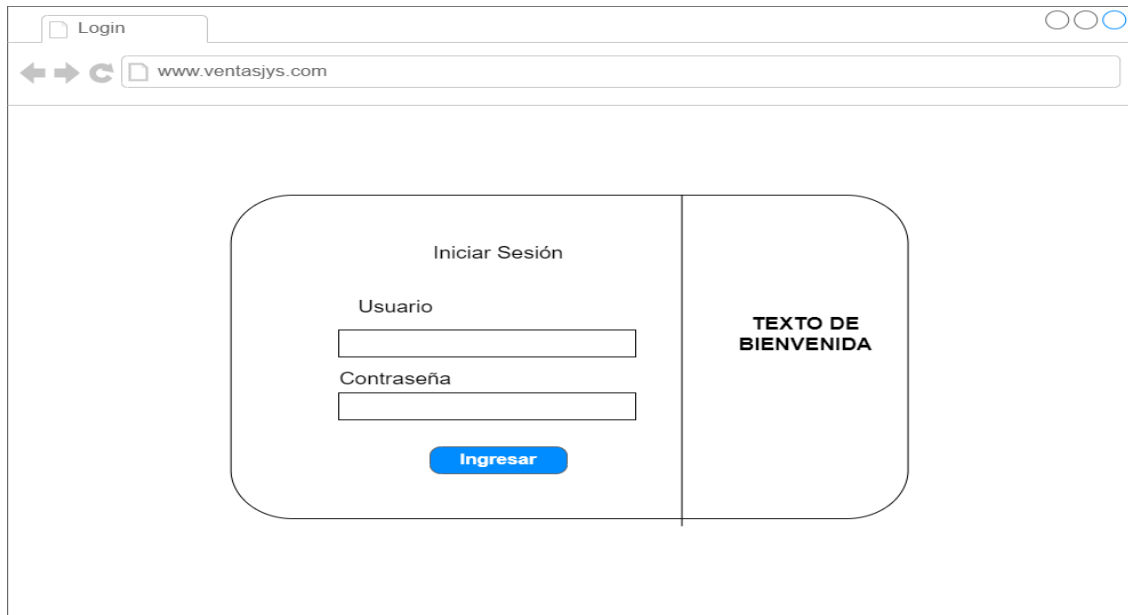 Login
www.ventasjys.com
Iniciar Sesión
Usuario
Contraseña
Ingresar
TEXTO DE
BIENVENIDA